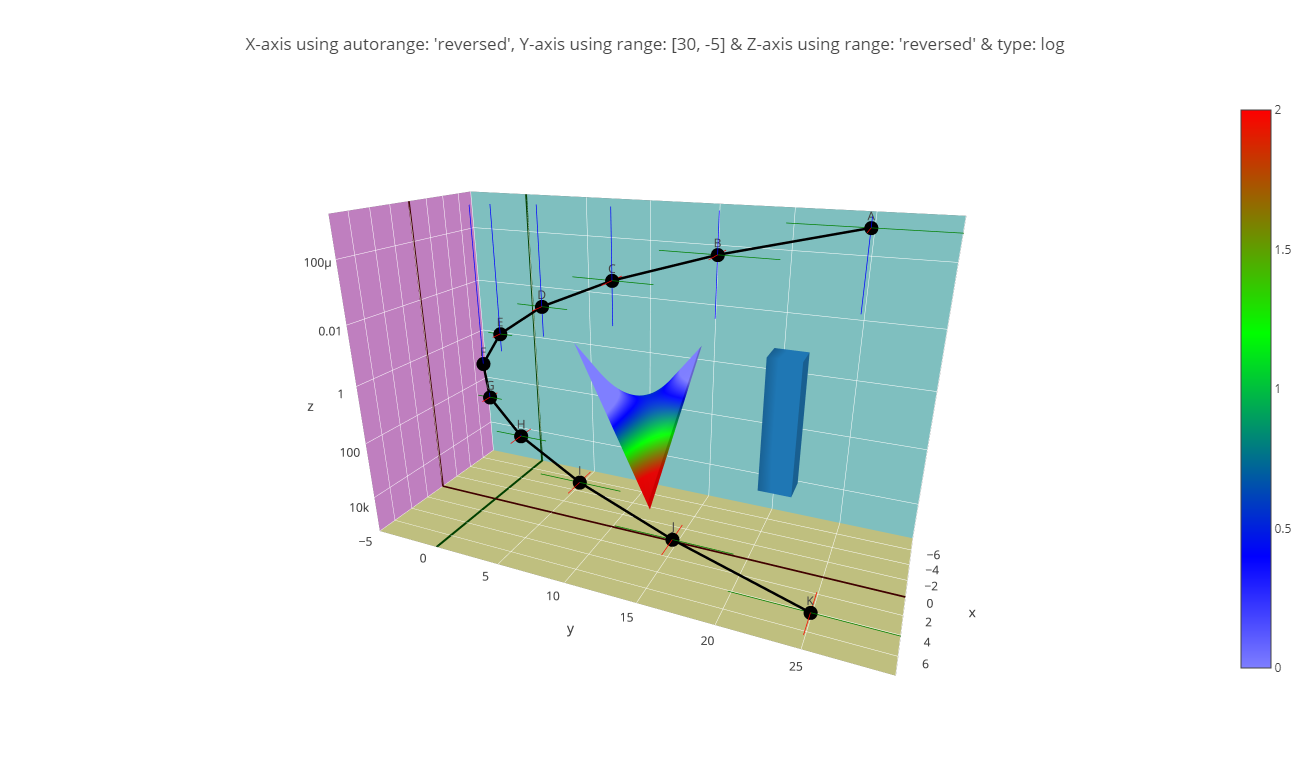 X-axis using autorange: 'reversed', Y-axis using range: [30, -5] & Z-axis using range: 'reversed' & type: log
2
1.5
1
0.5
0
A
B
C
D
E
F
G
H
I
J
K
100µ
0.01
1
100
10k
z
−5
0
5
10
15
20
25
y
−6
−4
−2
0
2
4
6
x